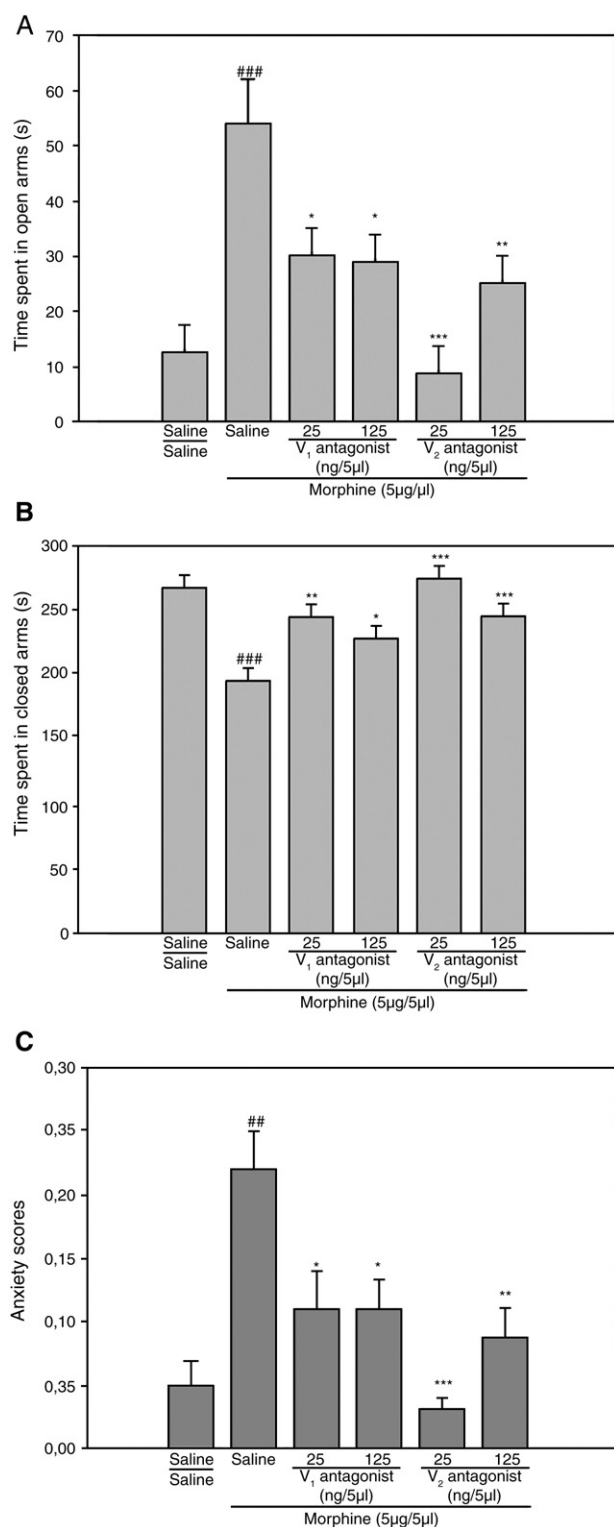 A
Time spent in open arms (s)
70
60
50
40
30
20
10
0
###
*
*
***
**
Saline
Saline
Saline
25
125
25
125
V1 antagonist
(ng/5µl)
V2 antagonist
(ng/5µl)
Morphine (5µg/µl)
B
Time spent in closed arms (s)
300
250
200
150
100
50
0
###
**
*
***
***
Saline
Saline
Saline
25
125
25
125
V1 antagonist
(ng/5µl)
V2 antagonist
(ng/5µl)
Morphine (5µg/5µl)
C
Anxiety scores
0,30
0,35
0,20
0,10
0,35
0,00
##
*
*
***
**
Saline
Saline
Saline
25
125
25
125
V1 antagonist
(ng/5µl)
V2 antagonist
(ng/5µl)
Morphine (5µg/5µl)